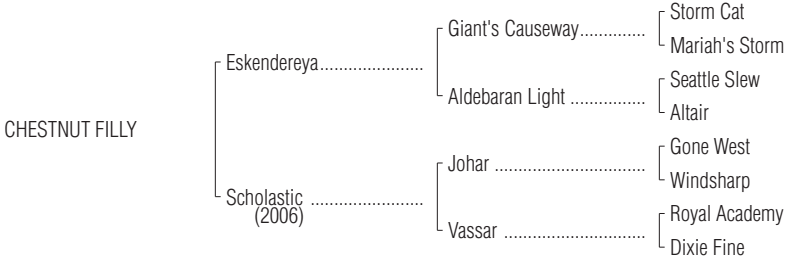 Storm Cat
Giant's Causeway..............
Mariah's Storm
Eskendereya......................
Seattle Slew
Aldebaran Light ................
Altair
CHESTNUT FILLY
Gone West
Johar ................................
Windsharp
Scholastic ........................
(2006)
Royal Academy
Vassar ..............................
Dixie Fine